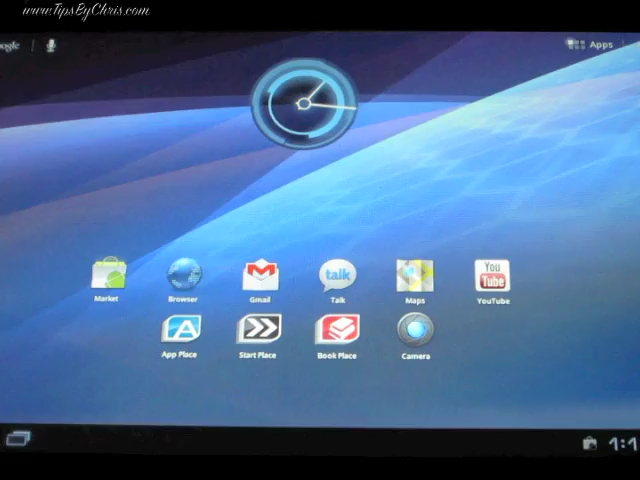 www.TipsByChris.com
ogle
Apps
Market
Browser
Gmail
talk
Talk
Maps
You
Tube
YouTube
A
App Place
Start Place
Book Place
Camera
1:1